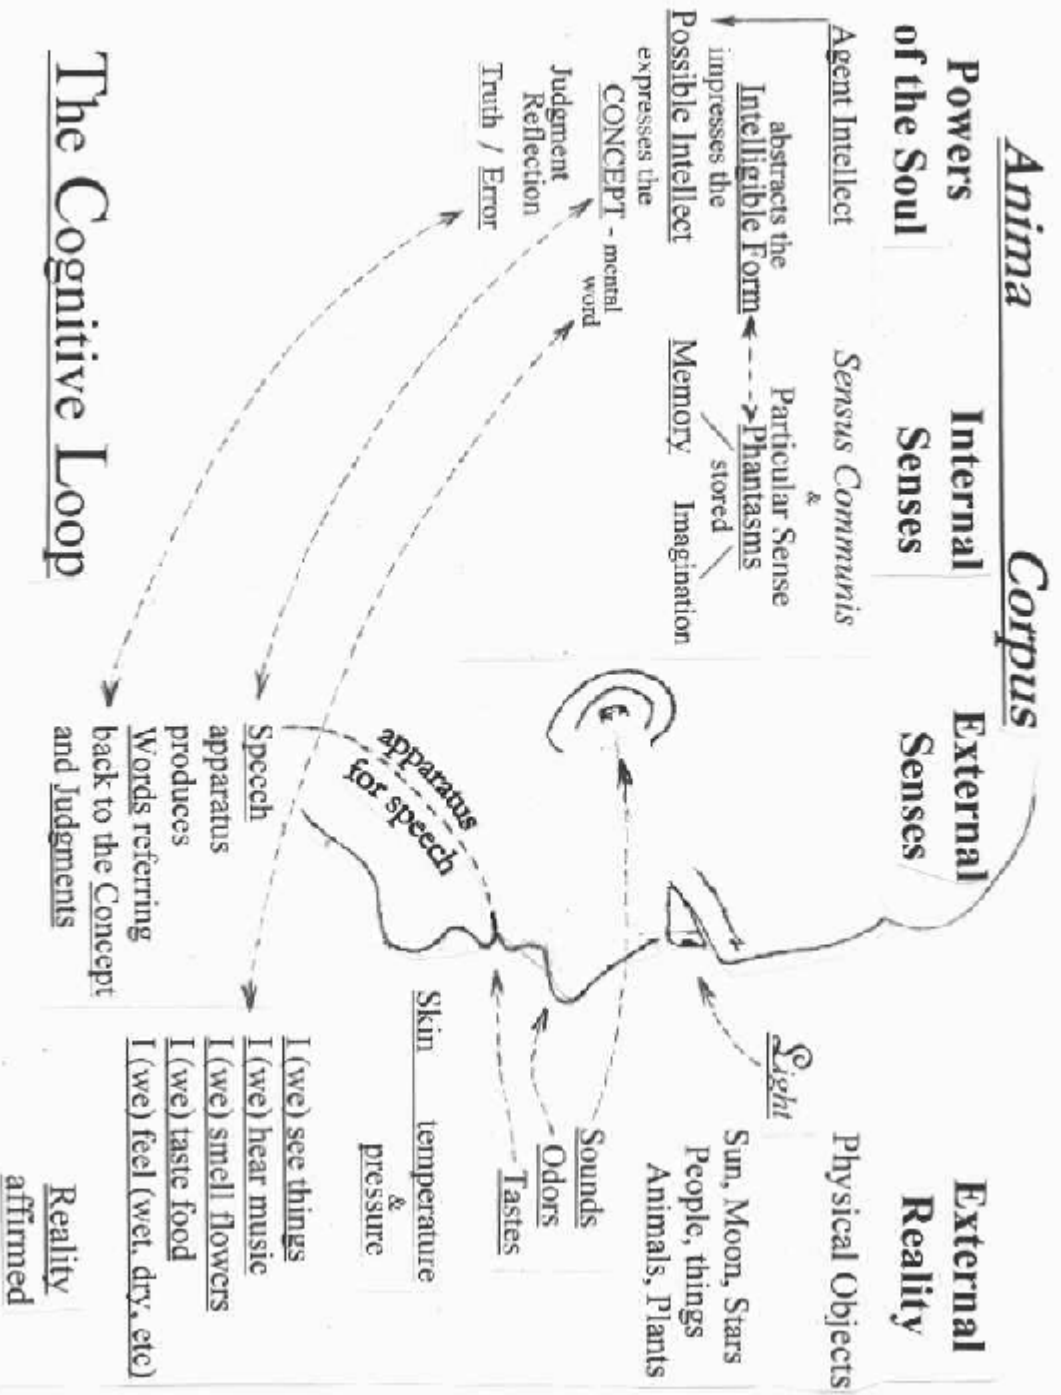 Anima
Corpus
Powers
of the Soul
Internal
Senses
External
Senses
External
Reality
Agent Intellect
abstracts the
Intelligible Form
impresses the
Possible Intellect
expresses the
CONCEPT - mental
word
Judgment
Reflection
Truth / Error
Sensus Communis
&
Particular Sense
Phantasms
stored
Memory Imagination
apparatus
for speech
Speech
apparatus
produces
Words referring
back to the Concept
and Judgments
Physical Objects
Light
Sun, Moon, Stars
People, things
Animals, Plants
Sounds
Odors
Tastes
Skin temperature
&
pressure
I (we) see things
I (we) hear music
I (we) smell flowers
I (we) taste food
I (we) feel (wet, dry, etc)
Reality
affirmed
The Cognitive Loop